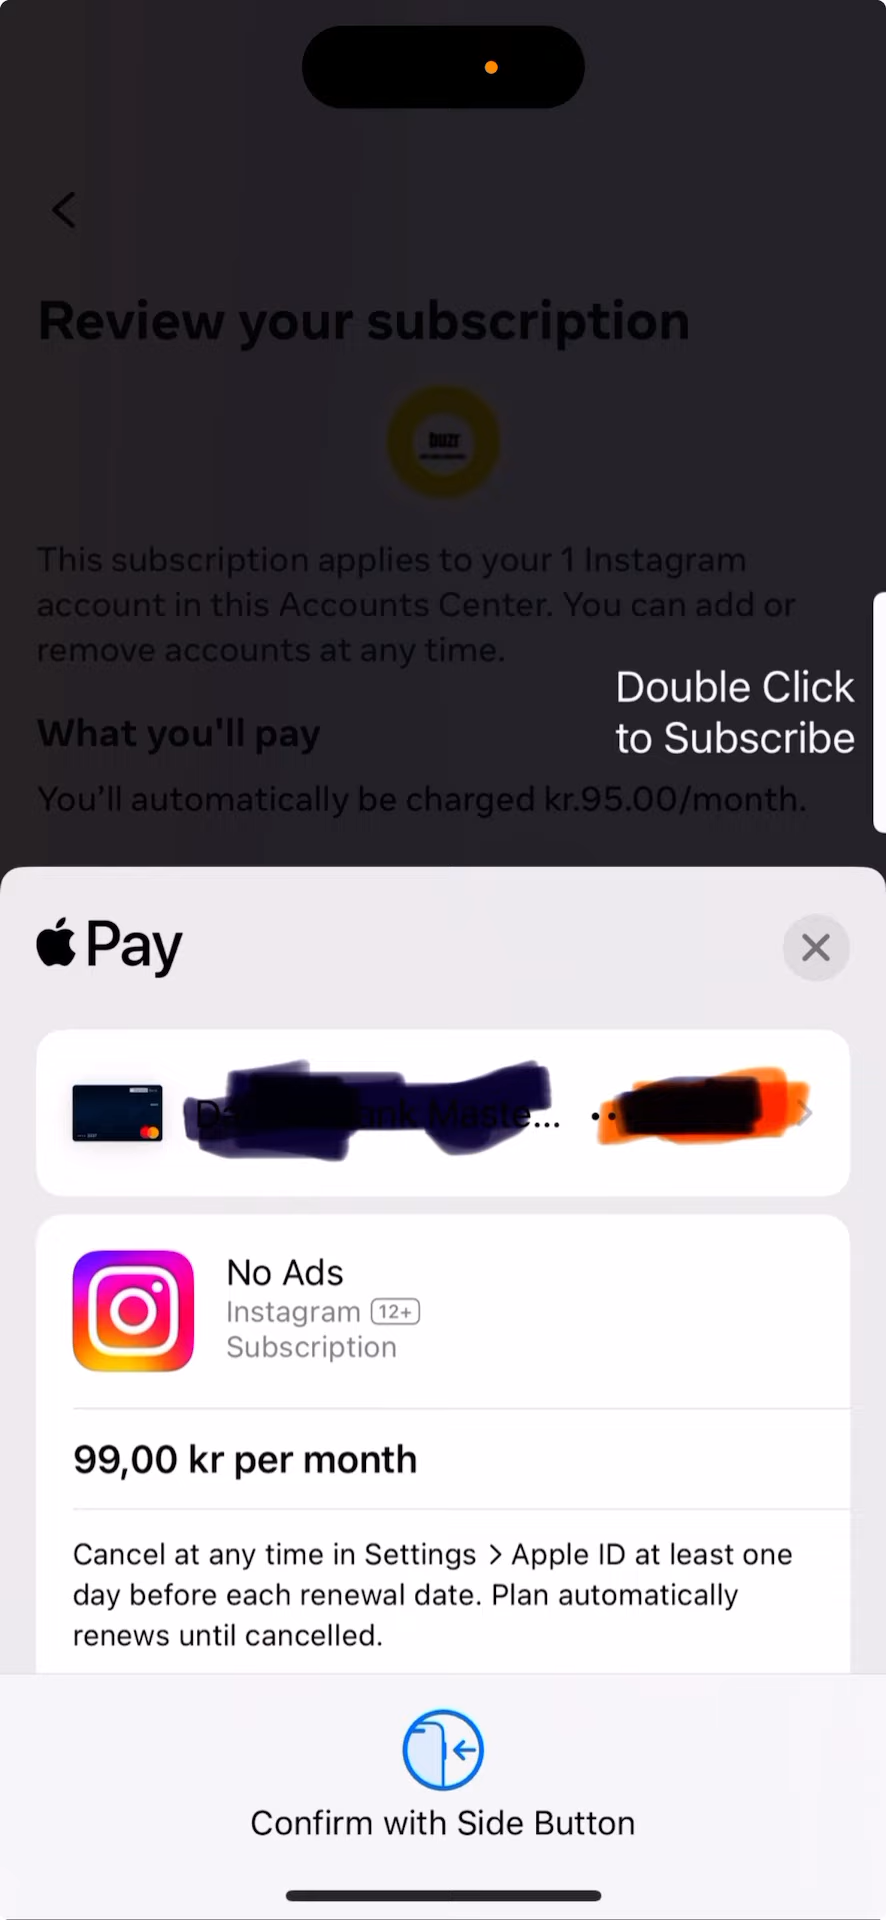 Review your subscription
buzr
This subscription applies to your 1 Instagram
account in this Accounts Center. You can add or
remove accounts at any time.
Double Click
to Subscribe
What you'll pay
You’ll automatically be charged kr.95.00/month.
Pay
Maste...
No Ads
Instagram 12+
Subscription
99,00 kr per month
Cancel at any time in Settings > Apple ID at least one
day before each renewal date. Plan automatically
renews until cancelled.
Confirm with Side Button